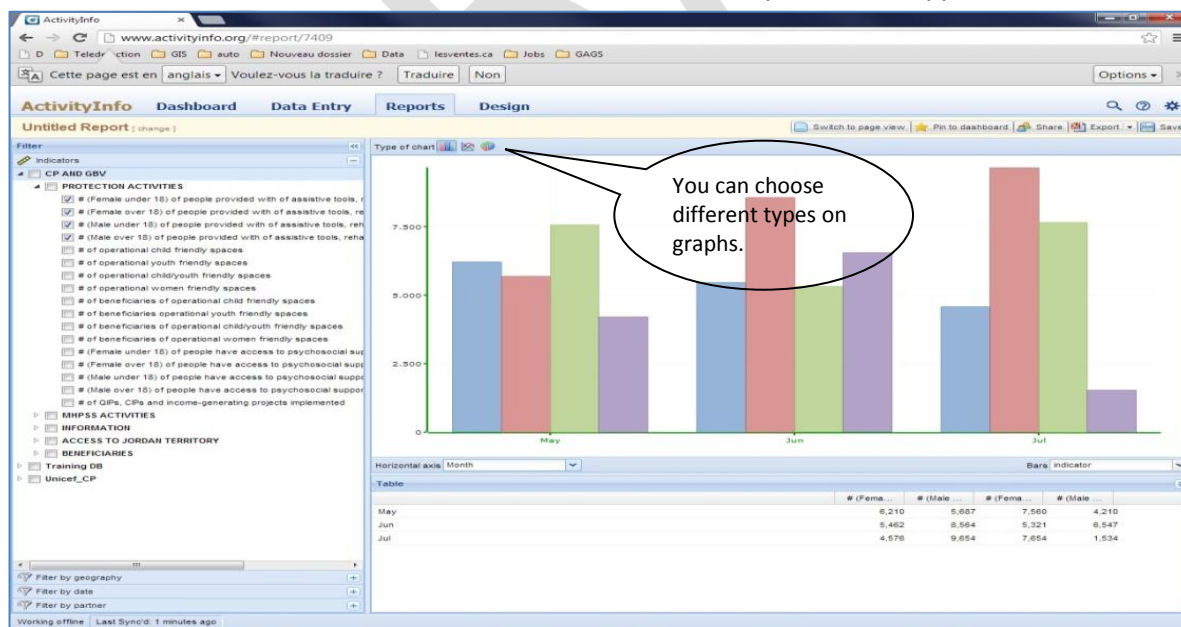 ActivityInfo
www.activityinfo.org/#report/7409
GIS auto Nouveau dossier Data lesventes.ca Jobs GAGS
Cette page est en anglais Voulez-vous la traduire ? Traduire Non Options
ActivityInfo Dashboard Data Entry Reports Design
Untitled Report [ change ] Switch to page view Pin to dashboard Share Export Save
Filter Type of chart
Indicators
CP AND GBV
PROTECTION ACTIVITIES
# (Female under 18) of people provided with of assistive tools, r
# (Female over 18) of people provided with of assistive tools, re
# (Male under 18) of people provided with of assistive tools, reh
# (Male over 18) of people provided with of assistive tools, reha
# of operational child friendly spaces
# of operational youth friendly spaces
# of operational child/youth friendly spaces
# of operational women friendly spaces
# of beneficiaries of operational child friendly spaces
# of beneficiaries operational youth friendly spaces
# of beneficiaries of operational child/youth friendly spaces
# of beneficiaries of operational women friendly spaces
# (Female under 18) of people have access to psychosocial sup
# (Female over 18) of people have access to psychosocial supp
# (Male under 18) of people have access to psychosocial suppo
# (Male over 18) of people have access to psychosocial suppor
# of QIPs, CIPs and income-generating projects implemented
MHPSS ACTIVITIES
INFORMATION
ACCESS TO JORDAN TERRITORY
BENEFICIARIES
Training DB
Unicef_CP
Filter by geography
Filter by date
Filter by partner
Working offline Last Sync'd: 1 minutes ago
You can choose
different types on
graphs.
7.500
5.000
2.500
0
May Jun Jul
Horizontal axis Month Bars indicator
Table
# (Fema... # (Male ... # (Fema... # (Male ...
May 6,210 5,687 7,560 4,210
Jun 5,462 8,564 5,321 6,547
Jul 4,576 9,654 7,654 1,534